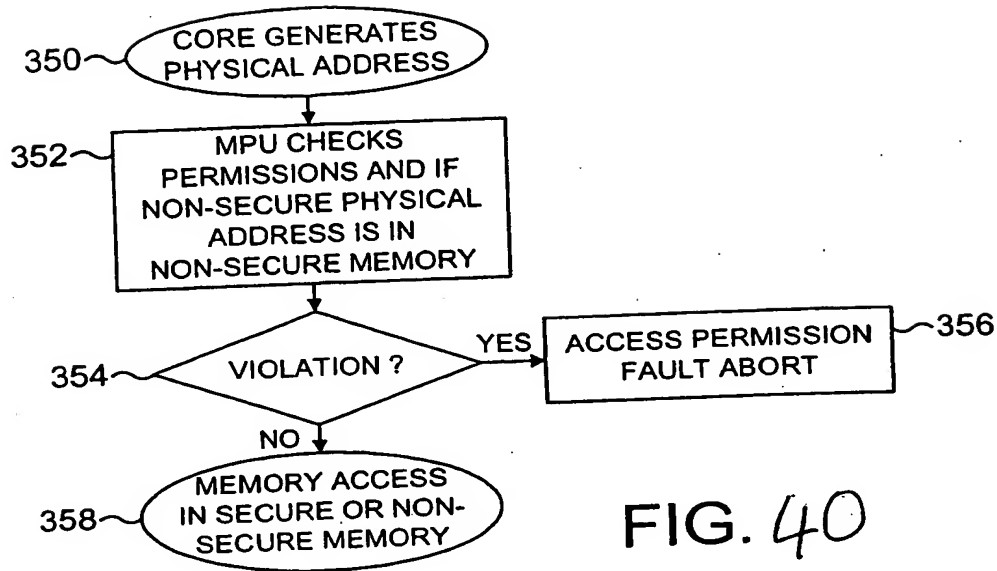 350
CORE GENERATES
PHYSICAL ADDRESS
352
MPU CHECKS
PERMISSIONS AND IF
NON-SECURE PHYSICAL
ADDRESS IS IN
NON-SECURE MEMORY
354
VIOLATION ?
YES
ACCESS PERMISSION
FAULT ABORT
356
NO
358
MEMORY ACCESS
IN SECURE OR NON-
SECURE MEMORY
FIG. 40